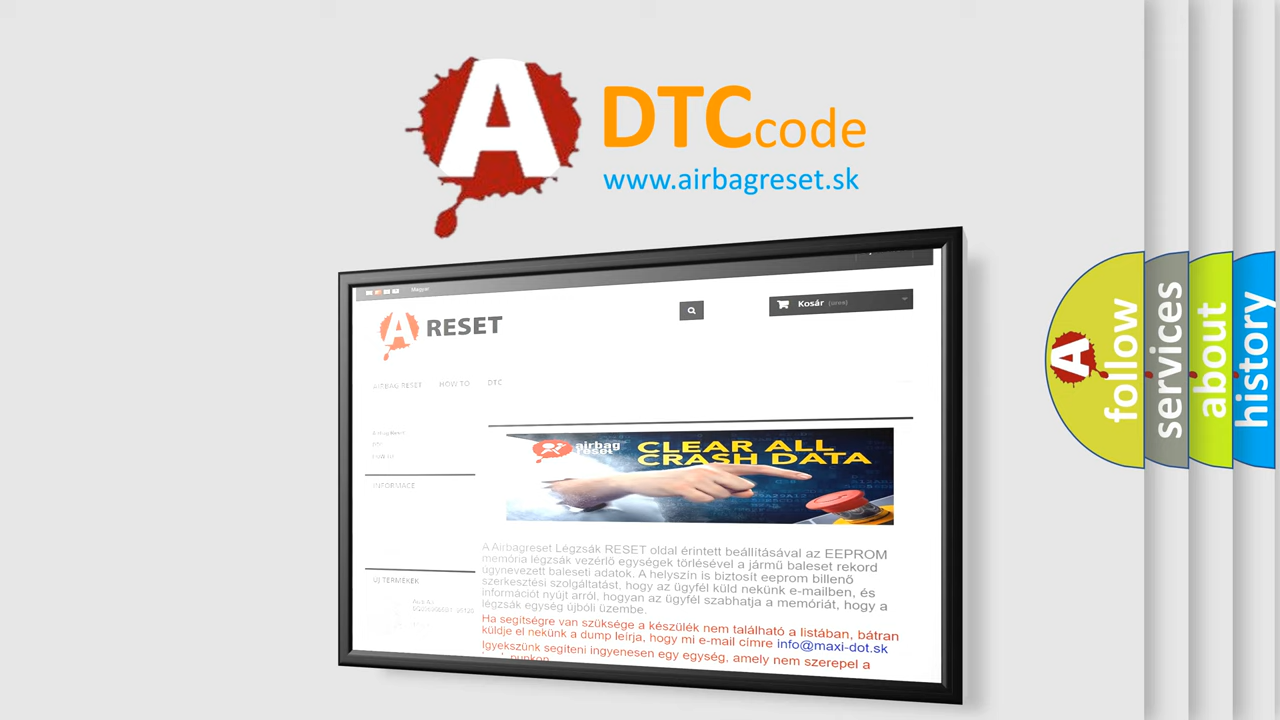 A DTC code
www.airbagreset.sk
Magyar
A RESET
Kosár (üres)
AIRBAG RESET HOW TO DTC
INFORMACE
airbag
reset
CLEAR ALL
CRASH DATA
A Airbagreset Légzsák RESET oldal érintett beállításával az EEPROM
memória légzsák vezérlő egységek törlésével a jármű baleset rekord
úgynevezett baleseti adatok. A helyszín is biztosít eeprom billenő
szerkesztési szolgáltatást, hogy az ügyfél küld nekünk e-mailben, és
információt nyújt arról, hogyan az ügyfél szabhatja a memóriát, hogy a
légzsák egység újbóli üzembe.
Ha segítségre van szüksége a készülék nem található a listában, bátran
küldje el nekünk a dump leírja, hogy mi e-mail címre info@maxi-dot.sk
Igyekszünk segíteni ingyenesen egy egység, amely nem szerepel a
ÚJ TERMÉKEK
A follow
services
about
history